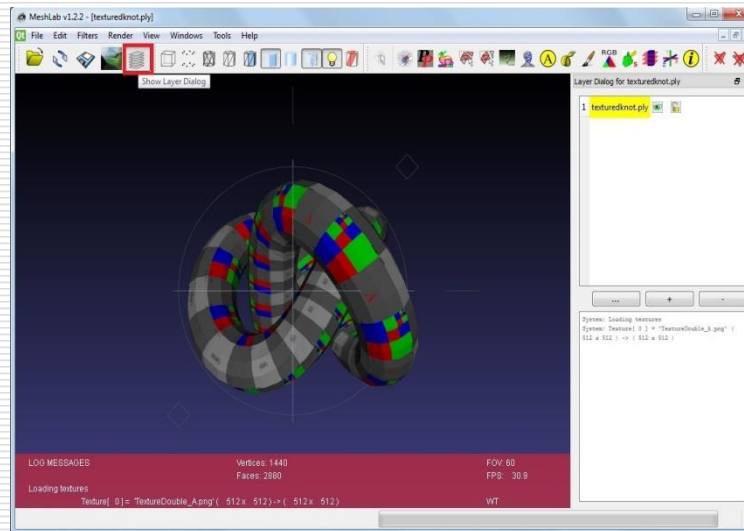 MeshLab v1.2.2 - [texturedknot.ply]
File Edit Filters Render View Windows Tools Help
RGB
A
i
Show Layer Dialog
Layer Dialog for texturedknot.ply
1 texturedknot.ply
... + -
System: Loading textures
System: Texture[ 0 ] = 'TextureDouble_A.png' (
512 x 512 ) -> ( 512 x 512 )
LOG MESSAGES Vertices: 1440 FOV: 60
Faces: 2880 FPS: 30.9
Loading textures
Texture[ 0]= 'TextureDouble_A.png'( 512 x 512)->( 512 x 512) WT